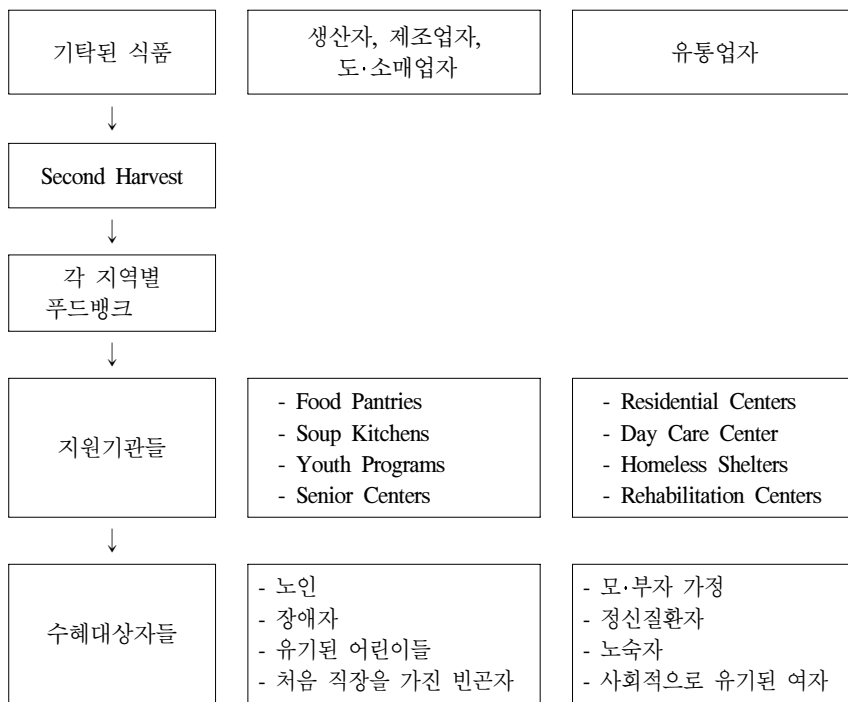 기탁된 식품
생산자, 제조업자,
도·소매업자
유통업자
↓
Second Harvest
↓
각 지역별
푸드뱅크
↓
지원기관들
- Food Pantries
- Soup Kitchens
- Youth Programs
- Senior Centers
- Residential Centers
- Day Care Center
- Homeless Shelters
- Rehabilitation Centers
↓
수혜대상자들
- 노인
- 장애자
- 유기된 어린이들
- 처음 직장을 가진 빈곤자
- 모·부자 가정
- 정신질환자
- 노숙자
- 사회적으로 유기된 여자